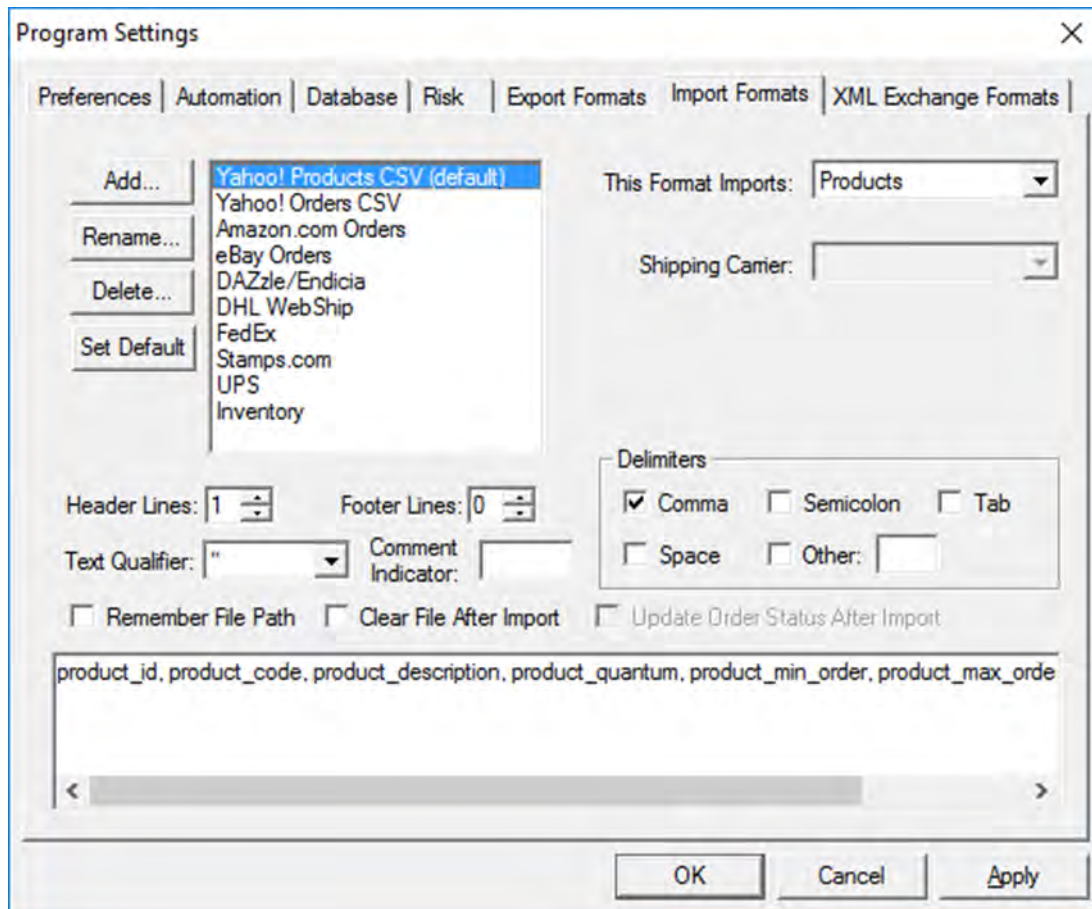 Program Settings
Preferences Automation Database Risk Export Formats Import Formats XML Exchange Formats
Add... Yahoo! Products CSV (default) This Format Imports: Products
Yahoo! Orders CSV
Rename... Amazon.com Orders
eBay Orders Shipping Carrier:
Delete... DAZzle/Endicia
DHL WebShip
Set Default FedEx
Stamps.com
UPS
Inventory
Delimiters
Header Lines: 1 Footer Lines: 0 Comma Semicolon Tab
Text Qualifier: " Comment Indicator: Space Other:
Remember File Path Clear File After Import Update Order Status After Import
product_id, product_code, product_description, product_quantum, product_min_order, product_max_orde
OK Cancel Apply